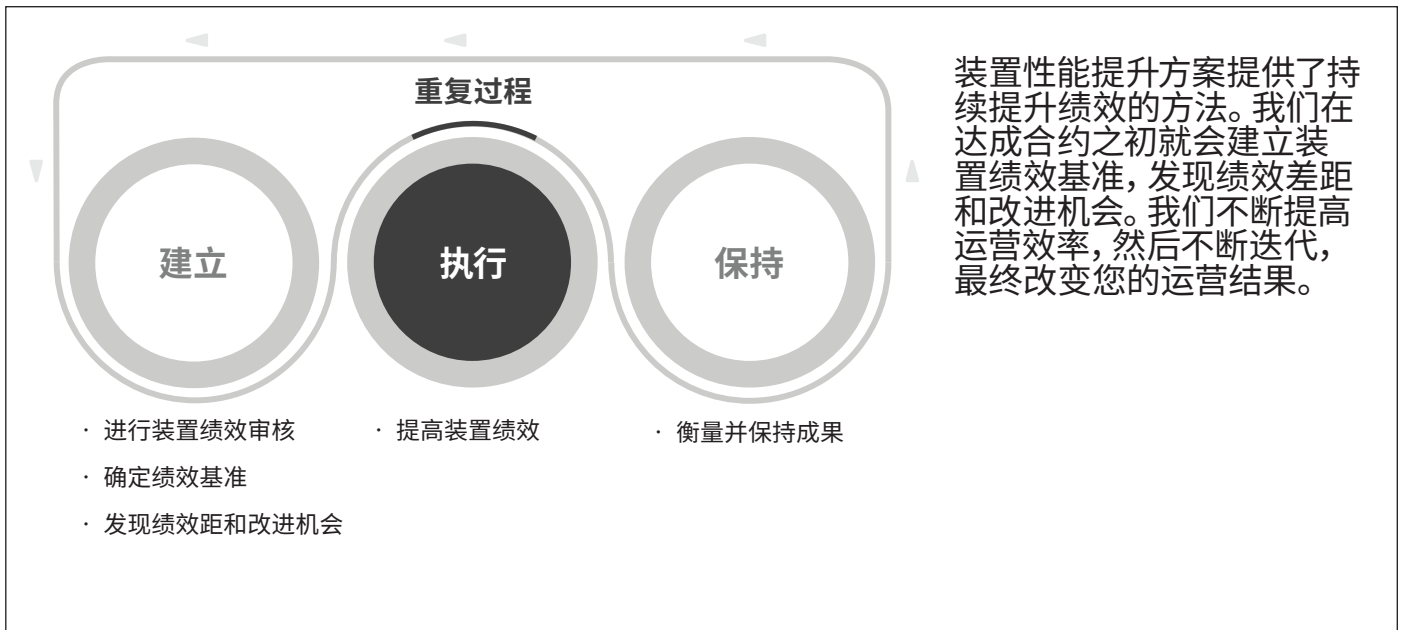 重复过程
建立
执行
保持
· 进行装置绩效审核
· 确定绩效基准
· 发现绩效距和改进机会
· 提高装置绩效
· 衡量并保持成果
装置性能提升方案提供了持
续提升绩效的方法。我们在
达成合约之初就会建立装
置绩效基准，发现绩效差距
和改进机会。我们不断提高
运营效率，然后不断迭代，
最终改变您的运营结果。